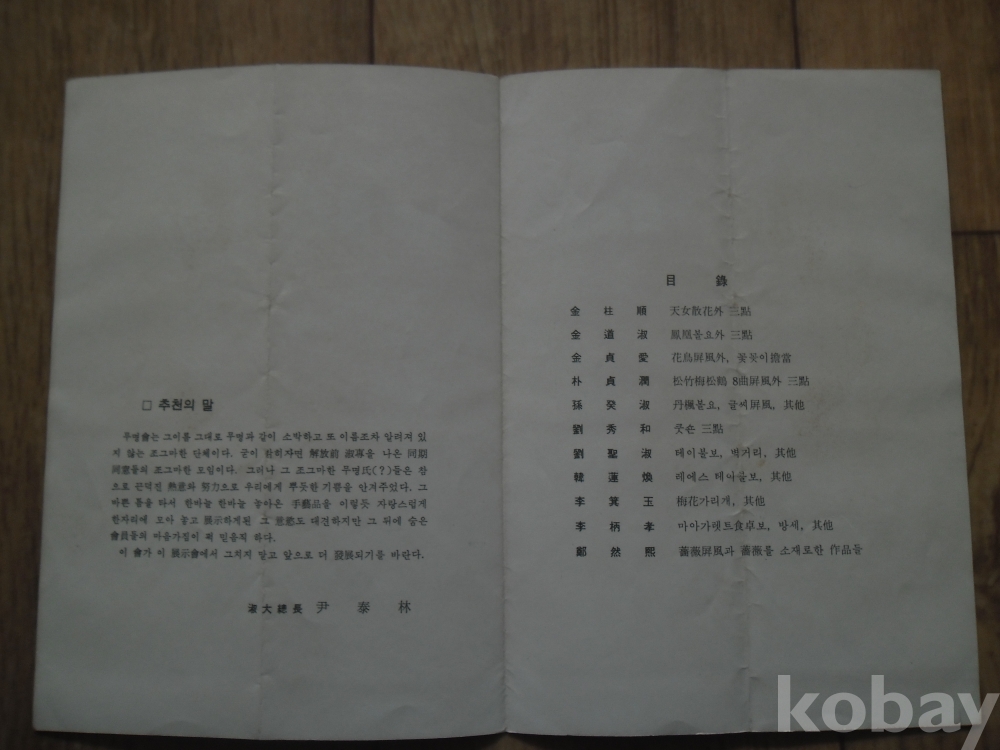 □ 추천의 말
무명會는 그이름 그대로 무명과 같이 소박하고 또 이름조차 알려져 있
지 않는 조그마한 단체이다. 굳이 밝히자면 解放前 淑專을 나온 同期
同窓들의 조그마한 모임이다. 그러나 그 조그마한 무명氏(?)들은 참
으로 끈덕진 熱意와 努力으로 우리에게 뿌듯한 기쁨을 안겨주었다. 그
바쁜 틈을 타서 한바늘 한바늘 놓아온 手藝品을 이렇듯 자랑스럽게
한자리에 모아 놓고 展示하게된 그 意慾도 대견하지만 그 뒤에 숨은
會員들의 마음가짐이 퍽 믿음직 하다.
이 會가 이 展示會에서 그치지 말고 앞으로 더 發展되기를 바란다.
淑大總長 尹泰林
目錄
金柱順 天女散花外 三點
金道淑 鳳凰볼요外 三點
金貞愛 花鳥屛風外, 꽃꽂이擔當
朴貞潤 松竹梅松鶴 8曲屛風外 三點
孫癸淑 丹楓볼요, 글씨屛風, 其他
劉秀和 쿳숀 三點
劉聖淑 테이블보, 벽거리, 其他
韓蓮煥 레에스 테이블보, 其他
李箕玉 梅花가리개, 其他
李柄孝 마아가렛트食卓보, 방세, 其他
鄭然熙 薔薇屛風과 薔薇를 소재로한 作品들
kobay